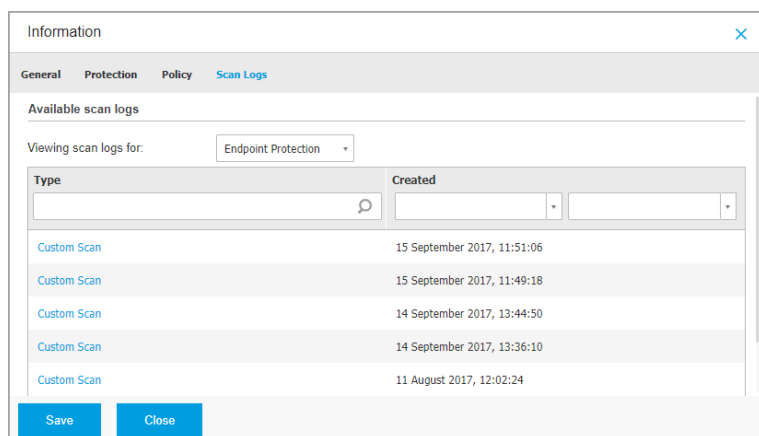 Information
General Protection Policy Scan Logs
Available scan logs
Viewing scan logs for: Endpoint Protection
Type Created
Custom Scan 15 September 2017, 11:51:06
Custom Scan 15 September 2017, 11:49:18
Custom Scan 14 September 2017, 13:44:50
Custom Scan 14 September 2017, 13:36:10
Custom Scan 11 August 2017, 12:02:24
Save Close